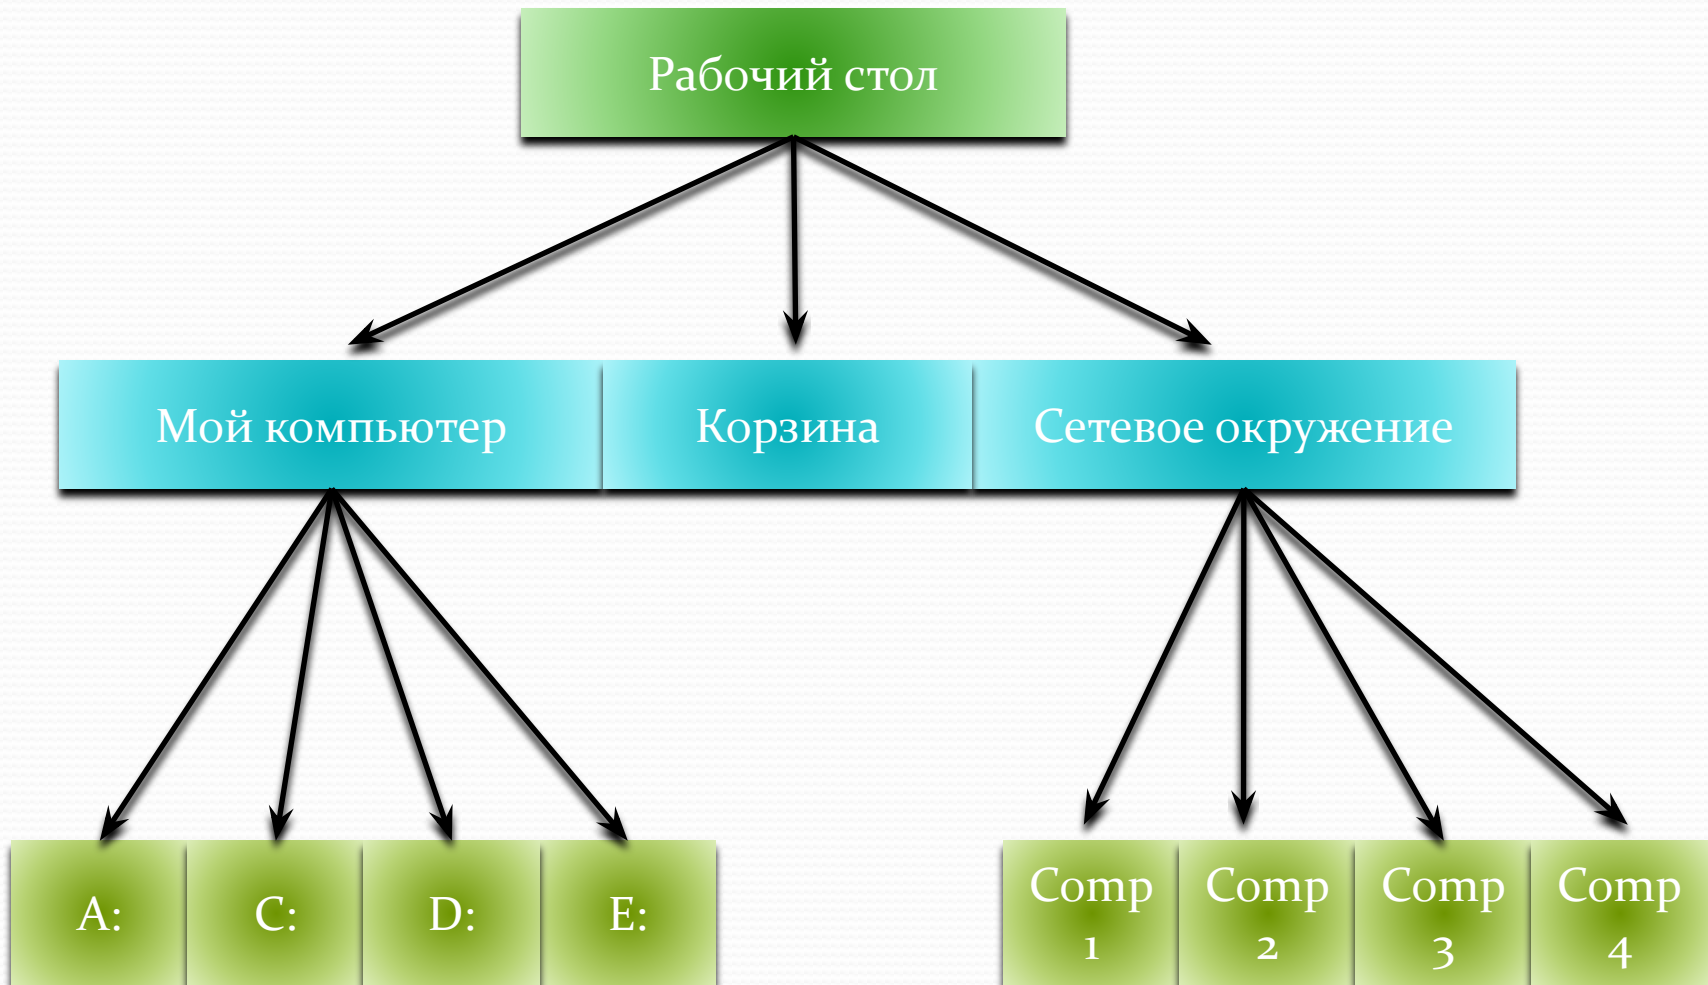 Рабочий стол
Мой компьютер
Корзина
Сетевое окружение
A:
C:
D:
E:
Comp
1
Comp
2
Comp
3
Comp
4